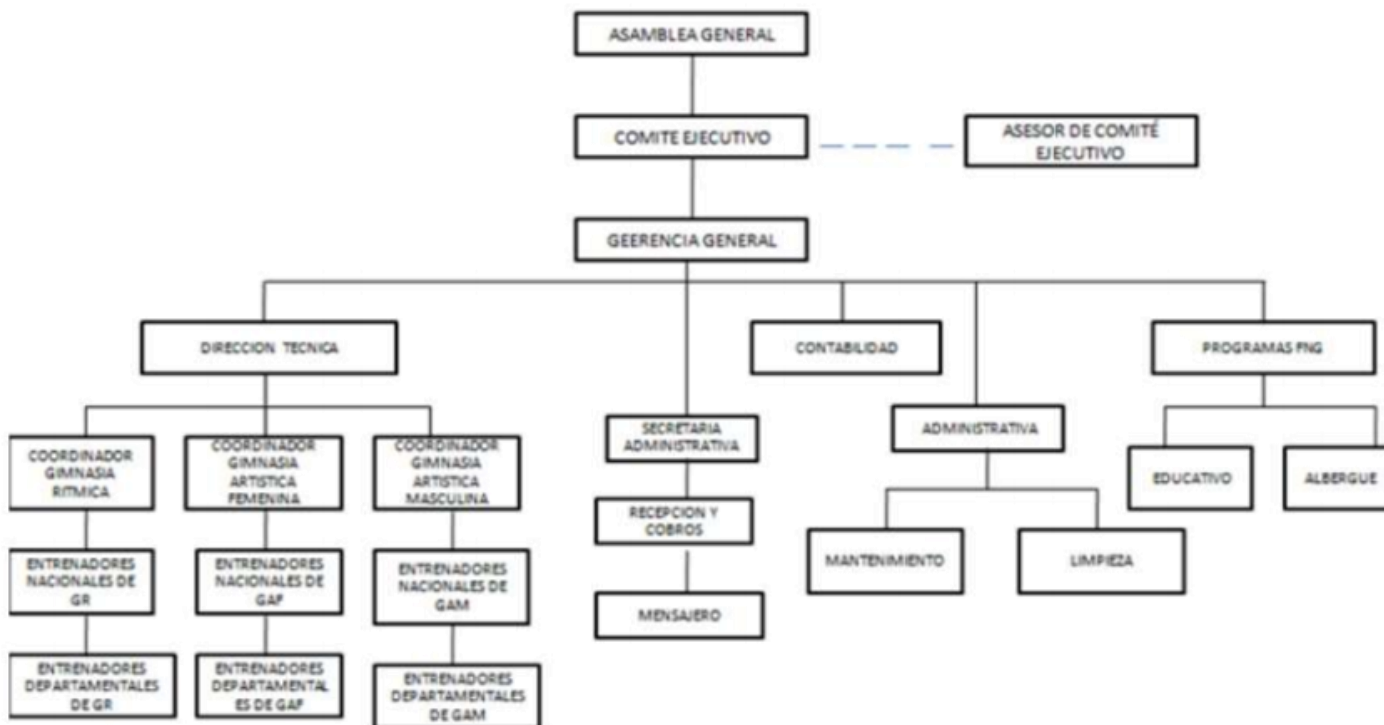 ASAMBLEA GENERAL
COMITE EJECUTIVO
ASESOR DE COMITÉ
EJECUTIVO
GEERENCIA GENERAL
DIRECCION TECNICA
CONTABILIDAD
PROGRAMAS FNG
COORDINADOR
GIMNASIA
RITMICA
COORDINADOR
GIMNASIA
ARTISTICA
FEMENINA
COORDINADOR
GIMNASIA
ARTISTICA
MASCULINA
SECRETARIA
ADMINISTRATIVA
ADMINISTRATIVA
EDUCATIVO
ALBERGUE
RECEPCION Y
COBROS
MANTENIMIENTO
LIMPIEZA
ENTRENADORES
NACIONALES DE
GR
ENTRENADORES
NACIONALES DE
GAF
ENTRENADORES
NACIONALES DE
GAM
MENSAJERO
ENTRENADORES
DEPARTAMENTALES
DE GR
ENTRENADORES
DEPARTAMENTAL
ES DE GAF
ENTRENADORES
DEPARTAMENTALES
DE GAM